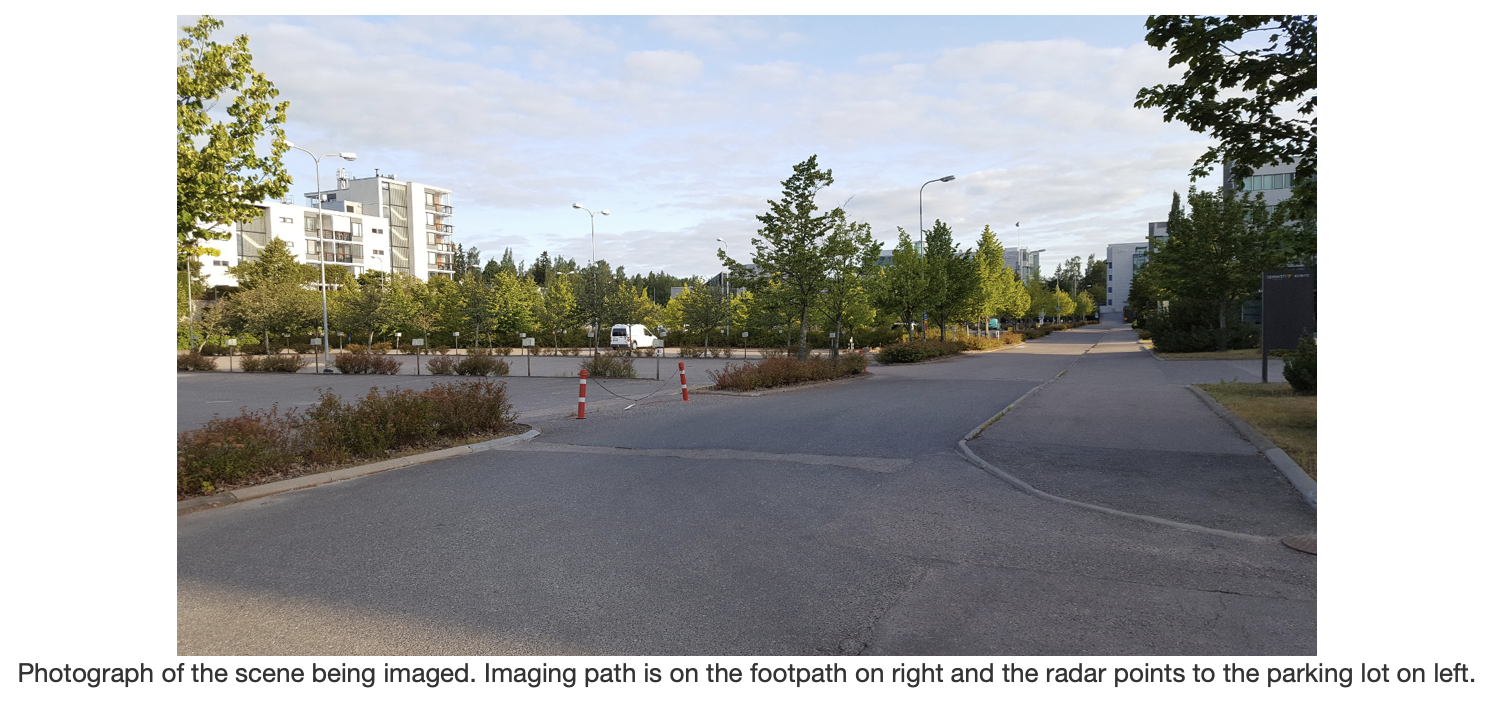 Photograph of the scene being imaged. Imaging path is on the footpath on right and the radar points to the parking lot on left.